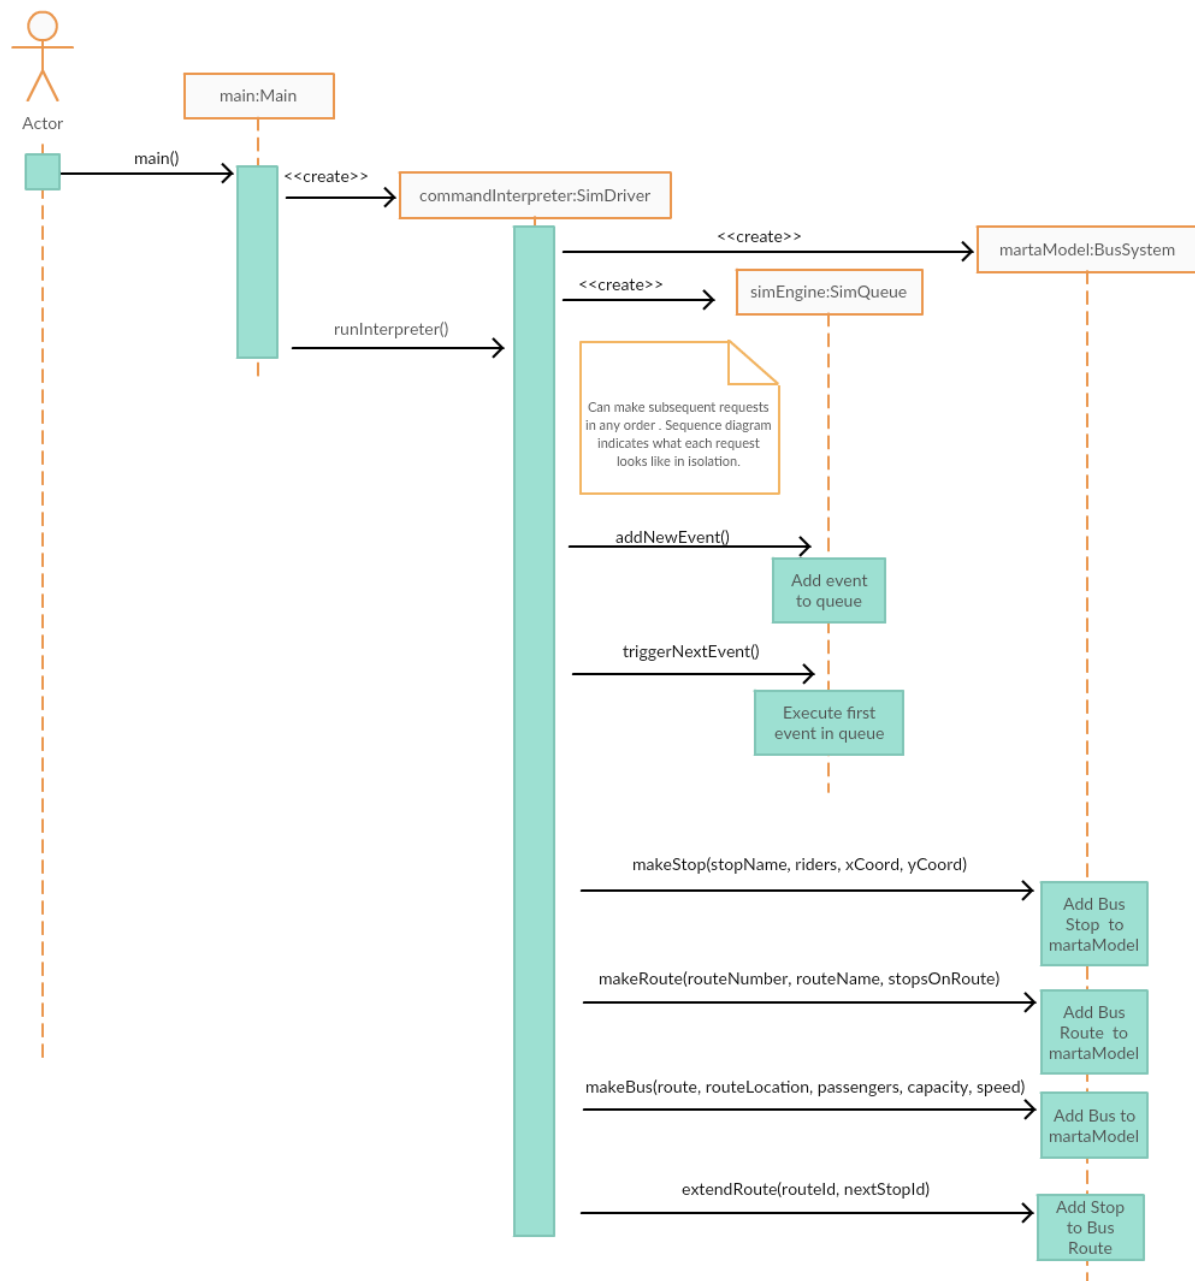 main:Main
Actor
main()
<<create>>
commandInterpreter:SimDriver
<<create>>
martaModel:BusSystem
<<create>>
simEngine:SimQueue
runInterpreter()
Can make subsequent requests
in any order . Sequence diagram
indicates what each request
looks like in isolation.
addNewEvent()
Add event
to queue
triggerNextEvent()
Execute first
event in queue
makeStop(stopName, riders, xCoord, yCoord)
Add Bus
Stop to
martaModel
makeRoute(routeNumber, routeName, stopsOnRoute)
Add Bus
Route to
martaModel
makeBus(route, routeLocation, passengers, capacity, speed)
Add Bus to
martaModel
extendRoute(routeId, nextStopId)
Add Stop
to Bus
Route